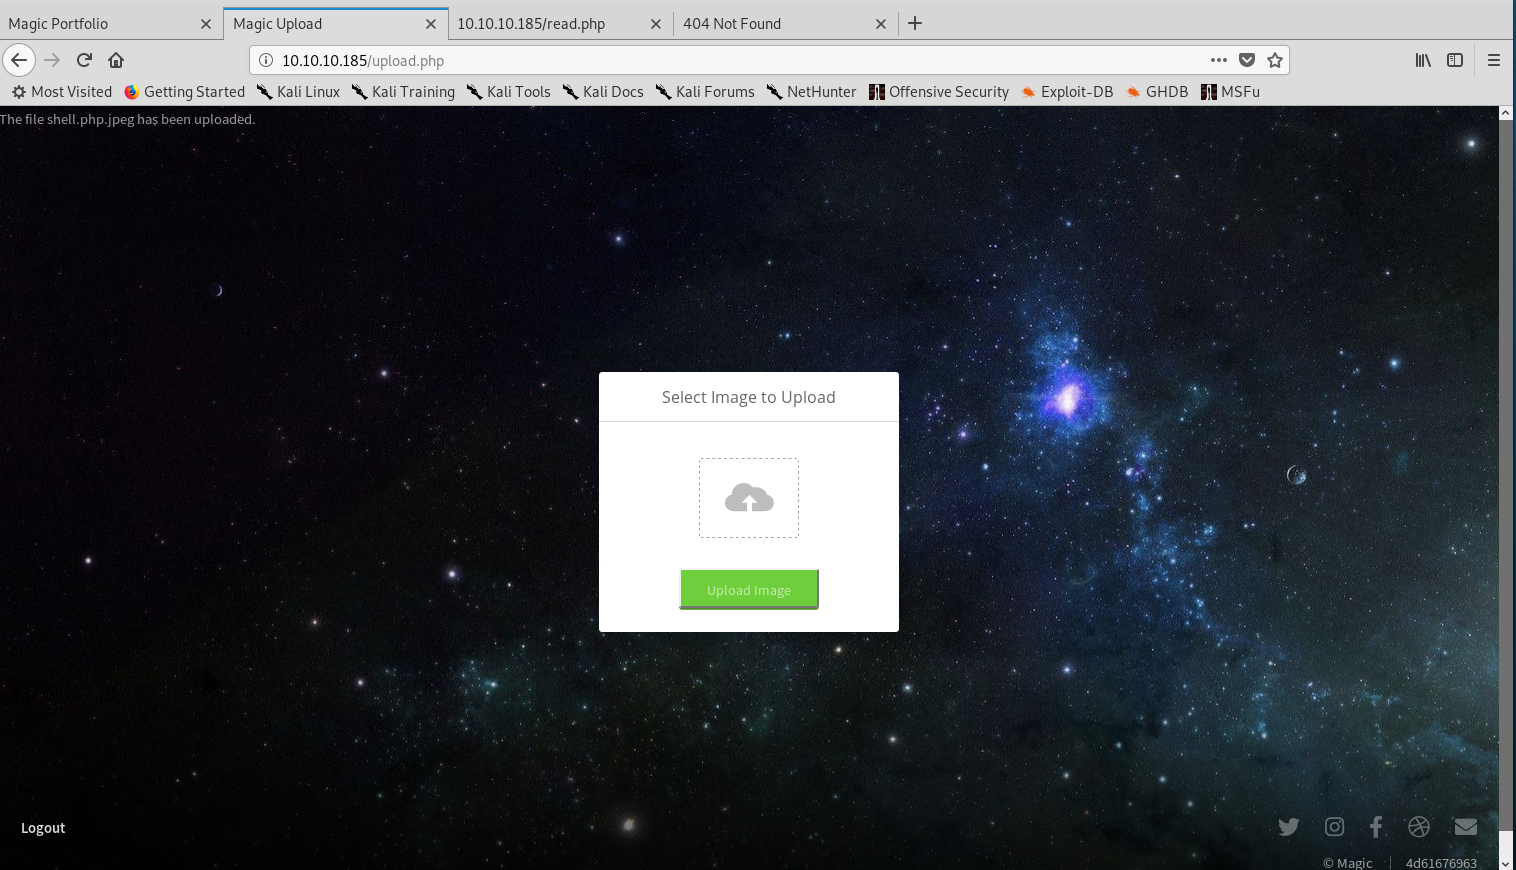 Magic Portfolio
Magic Upload
10.10.10.185/read.php
404 Not Found
10.10.10.185/upload.php
Most Visited Getting Started Kali Linux Kali Training Kali Tools Kali Docs Kali Forums NetHunter Offensive Security Exploit-DB GHDB MSFu
The file shell.php.jpeg has been uploaded.
Select Image to Upload
Upload Image
Logout
© Magic 4d61676963